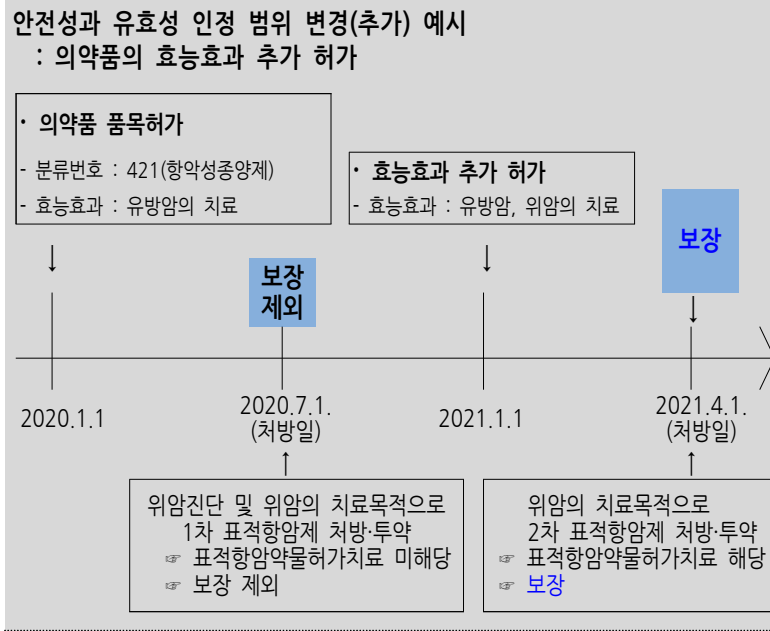 안전성과 유효성 인정 범위 변경(추가) 예시
: 의약품의 효능효과 추가 허가
· 의약품 품목허가
- 분류번호 : 421(항악성종양제)
- 효능효과 : 유방암의 치료
· 효능효과 추가 허가
- 효능효과 : 유방암, 위암의 치료
보장
↓
↓
보장
제외
↓
2020.1.1
2020.7.1.
(처방일)
2021.1.1
2021.4.1.
(처방일)
↑
↑
위암진단 및 위암의 치료목적으로
1차 표적항암제 처방·투약
☞ 표적항암약물허가치료 미해당
☞ 보장 제외
위암의 치료목적으로
2차 표적항암제 처방·투약
☞ 표적항암약물허가치료 해당
☞ 보장